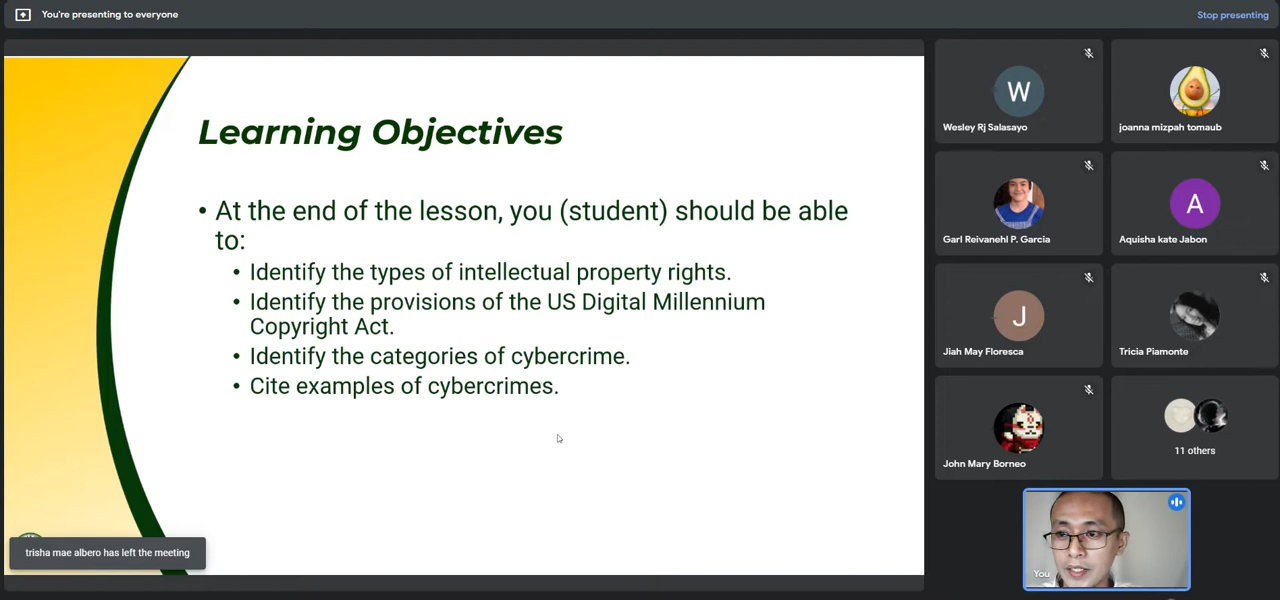 You're presenting to everyone
Stop presenting
Learning Objectives
• At the end of the lesson, you (student) should be able
to:
• Identify the types of intellectual property rights.
• Identify the provisions of the US Digital Millennium
Copyright Act.
• Identify the categories of cybercrime.
• Cite examples of cybercrimes.
trisha mae albero has left the meeting
W
Wesley Rj Salasayo
joanna mizpah tomaub
Garl Reivanehl P. Garcia
A
Aquisha kate Jabon
J
Jiah May Floresca
Tricia Piamonte
John Mary Borneo
11 others
You